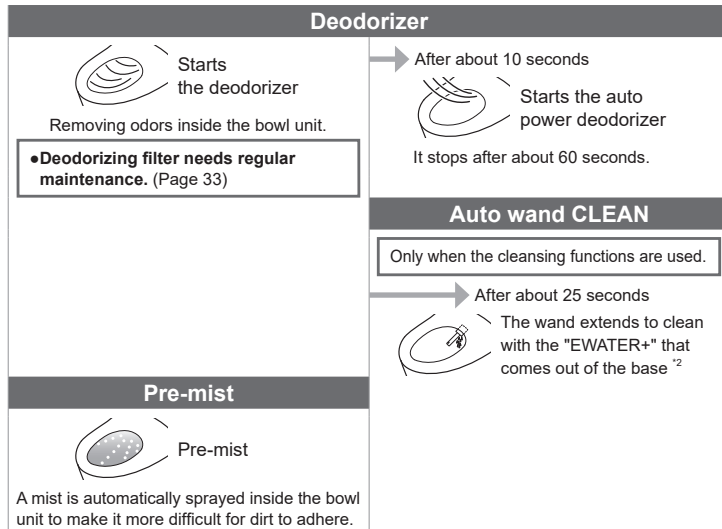 Deodorizer
Starts
the deodorizer
Removing odors inside the bowl unit.
●Deodorizing filter needs regular
maintenance. (Page 33)
After about 10 seconds
Starts the auto
power deodorizer
It stops after about 60 seconds.
Auto wand CLEAN
Only when the cleansing functions are used.
After about 25 seconds
The wand extends to clean
with the "EWATER+" that
comes out of the base *2
Pre-mist
Pre-mist
A mist is automatically sprayed inside the bowl
unit to make it more difficult for dirt to adhere.